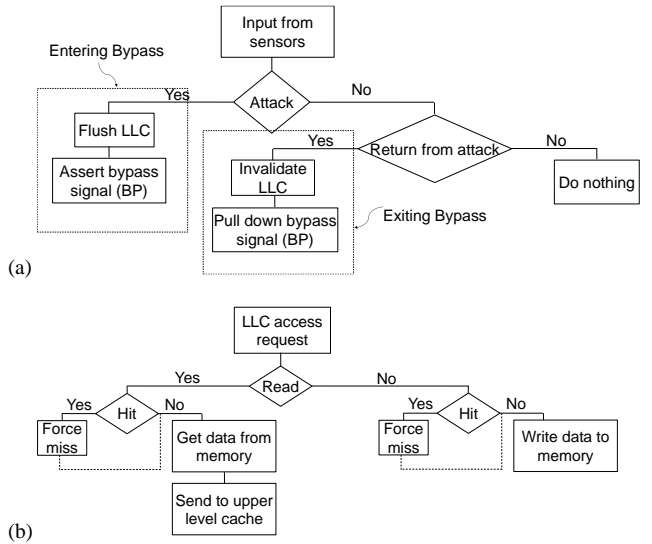 Input from
sensors
Entering Bypass
Yes
Attack
No
Flush LLC
Assert bypass
signal (BP)
Yes
Return from attack
No
Invalidate
LLC
Pull down bypass
signal (BP)
Do nothing
Exiting Bypass
(a)
LLC access
request
Yes
Read
No
Yes
Hit
No
Force
miss
Get data from
memory
Send to upper
level cache
Yes
Hit
No
Force
miss
Write data to
memory
(b)